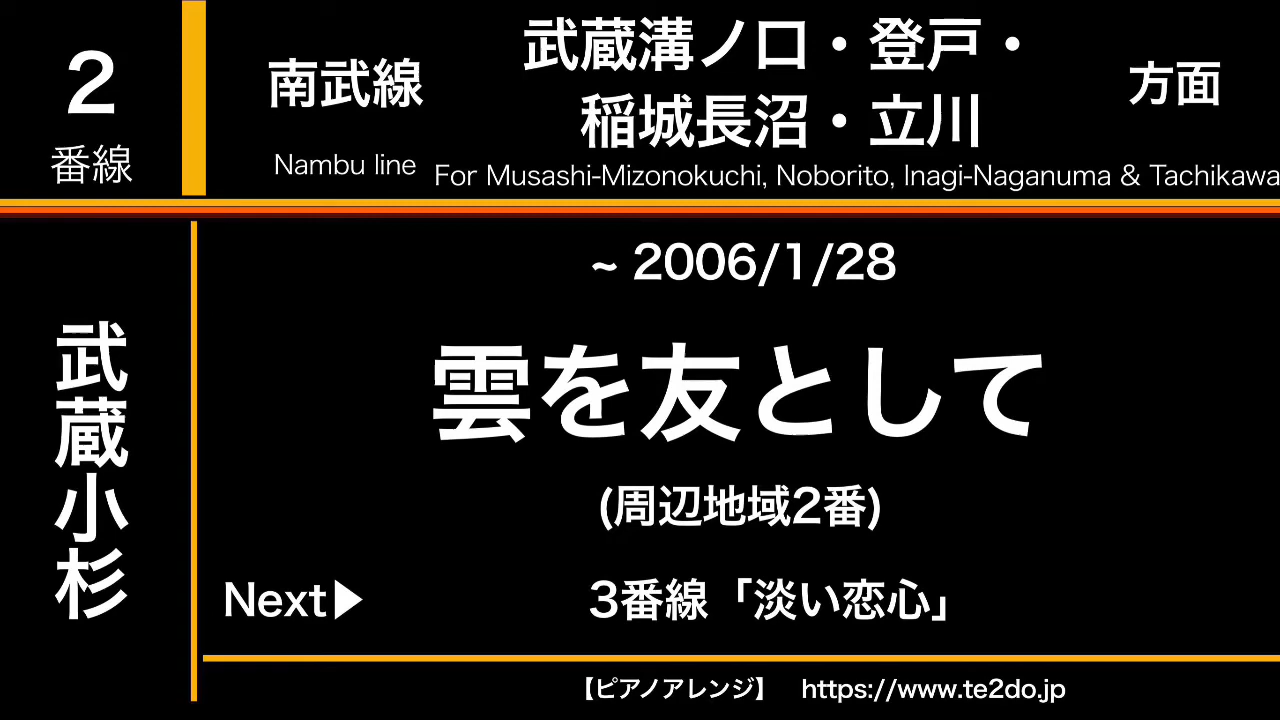 2
番線
南武線
Nambu line
武蔵溝ノ口・登戸・
稲城長沼・立川
方面
For Musashi-Mizonokuchi, Noborito, Inagi-Naganuma & Tachikawa
武蔵小杉
~ 2006/1/28
雲を友として
(周辺地域2番)
Next▶ 3番線「淡い恋心」
【ピアノアレンジ】 https://www.te2do.jp